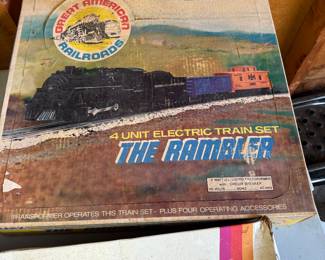 GREAT AMERICAN
RAILROADS
4 UNIT ELECTRIC TRAIN SET
THE RAMBLER
TRANSFORMER OPERATES THIS TRAIN SET - PLUS FOUR OPERATING ACCESSORIES